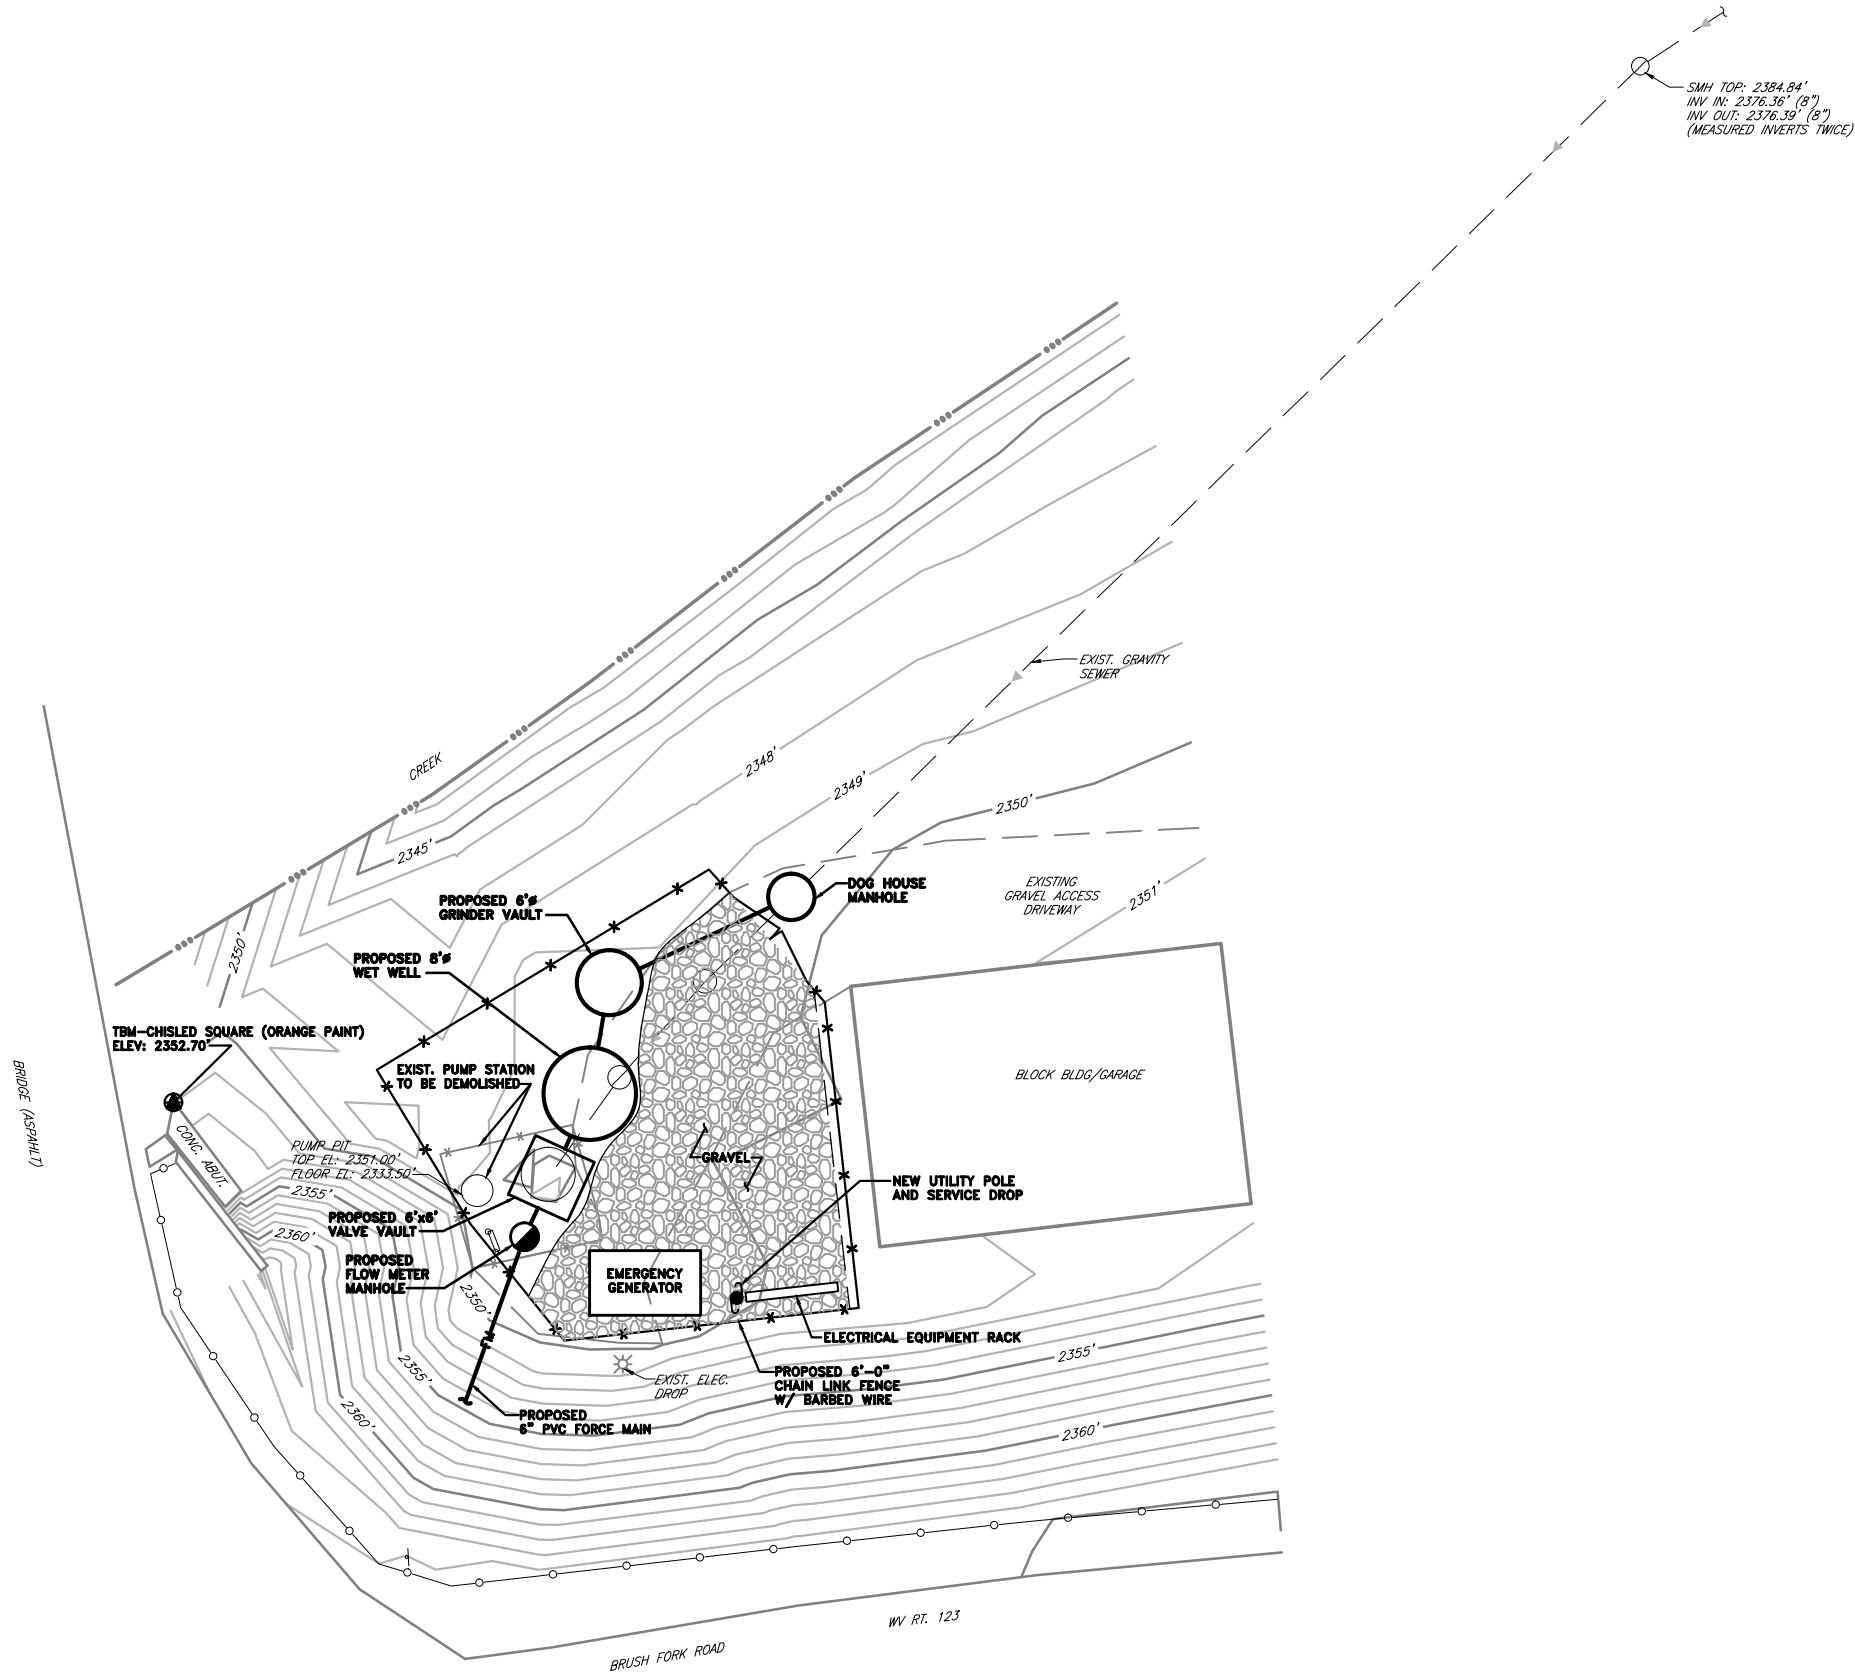 SMH TOP: 2384.84'
INV IN: 2376.36' (8")
INV OUT: 2376.39' (8")
(MEASURED INVERTS TWICE)
EXIST. GRAVITY
SEWER
CREEK
2348'
2349'
2350'
2345'
2351'
EXISTING
GRAVEL ACCESS
DRIVEWAY
DOG HOUSE
MANHOLE
PROPOSED 6'ø
GRINDER VAULT
2350'
PROPOSED 8'ø
WET WELL
TBM-CHISLED SQUARE (ORANGE PAINT)
ELEV: 2352.70'
EXIST. PUMP STATION
TO BE DEMOLISHED
BLOCK BLDG/GARAGE
BRIDGE (ASPAHLT)
CONC. ABUT.
PUMP PIT
TOP EL: 2351.00'
FLOOR EL: 2333.50'
GRAVEL
2355'
NEW UTILITY POLE
AND SERVICE DROP
PROPOSED 6'x6'
VALVE VAULT
2360'
PROPOSED
FLOW METER
MANHOLE
EMERGENCY
GENERATOR
2350'
ELECTRICAL EQUIPMENT RACK
2355'
2355'
EXIST. ELEC.
DROP
PROPOSED 6'-0"
CHAIN LINK FENCE
W/ BARBED WIRE
2360'
PROPOSED
6" PVC FORCE MAIN
2360'
WV RT. 123
BRUSH FORK ROAD